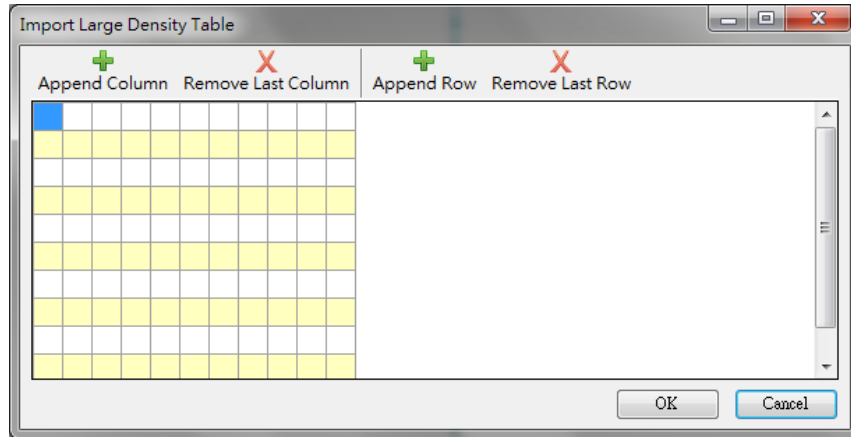 Import Large Density Table
Append Column Remove Last Column Append Row Remove Last Row
OK Cancel